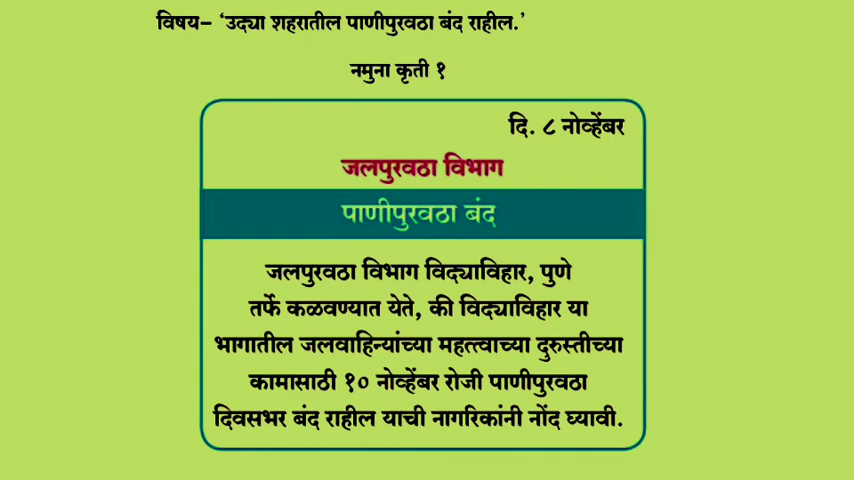 विषय– ‘उद्या शहरातील पाणीपुरवठा बंद राहील.’
नमुना कृती १
दि. ८ नोव्हेंबर
जलपुरवठा विभाग
पाणीपुरवठा बंद
जलपुरवठा विभाग विद्याविहार, पुणे
तर्फे कळवण्यात येते, की विद्याविहार या
भागातील जलवाहिन्यांच्या महत्त्वाच्या दुरुस्तीच्या
कामासाठी १० नोव्हेंबर रोजी पाणीपुरवठा
दिवसभर बंद राहील याची नागरिकांनी नोंद घ्यावी.